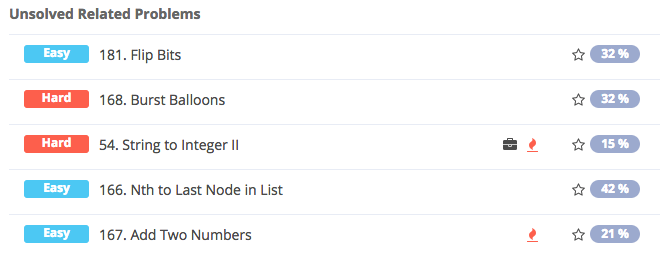 Unsolved Related Problems
Easy 181. Flip Bits 32 %
Hard 168. Burst Balloons 32 %
Hard 54. String to Integer II 15 %
Easy 166. Nth to Last Node in List 42 %
Easy 167. Add Two Numbers 21 %